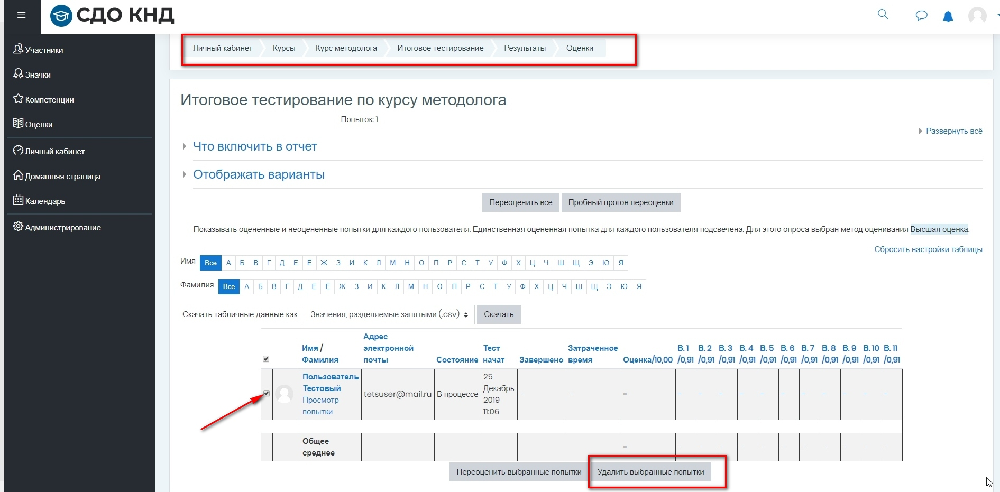 СДО КНД
Участники
Значки
Компетенции
Оценки
Личный кабинет
Домашняя страница
Календарь
Администрирование
Личный кабинет Курсы Курс методолога Итоговое тестирование Результаты Оценки
Итоговое тестирование по курсу методолога
Попыток: 1
Развернуть всё
Что включить в отчет
Отображать варианты
Переоценить все Пробный прогон переоценки
Показывать оцененные и неоцененные попытки для каждого пользователя. Единственная оцененная попытка для каждого пользователя подсвечена. Для этого опроса выбран метод оценивания Высшая оценка.
Сбросить настройки таблицы
Имя Все А Б В Г Д Е Ё Ж З И К Л М Н О П Р С Т У Ф Х Ц Ч Ш Щ Э Ю Я
Фамилия Все А Б В Г Д Е Ё Ж З И К Л М Н О П Р С Т У Ф Х Ц Ч Ш Щ Э Ю Я
Скачать табличные данные как Значения, разделяемые запятыми (.csv) Скачать
Адрес
Имя / электронной Тест Затраченное В. 1 В. 2 В. 3 В. 4 В. 5 В. 6 В. 7 В. 8 В. 9 В. 10 В. 11
Фамилия почты Состояние начат Завершено время Оценка/10,00 /0,91 /0,91 /0,91 /0,91 /0,91 /0,91 /0,91 /0,91 /0,91 /0,91 /0,91
Пользователь 25
Тестовый Декабрь
tetsuser@mail.ru В процессе - - - - - - - - - - - - - -
Просмотр 2019
попытки 11:06
Общее
среднее - - - - - - - - - - - -
Переоценить выбранные попытки Удалить выбранные попытки